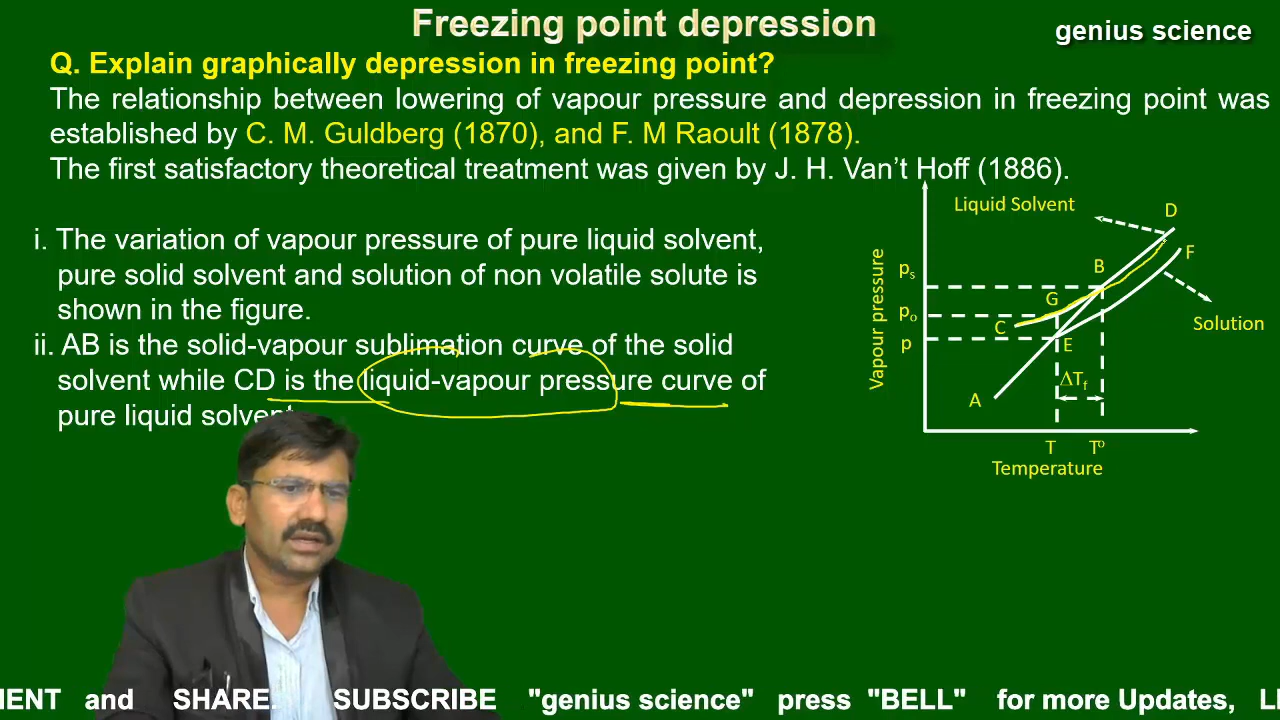 Freezing point depression
genius science
Q. Explain graphically depression in freezing point?
The relationship between lowering of vapour pressure and depression in freezing point was
established by C. M. Guldberg (1870), and F. M Raoult (1878).
The first satisfactory theoretical treatment was given by J. H. Van’t Hoff (1886).
i. The variation of vapour pressure of pure liquid solvent,
pure solid solvent and solution of non volatile solute is
shown in the figure.
ii. AB is the solid-vapour sublimation curve of the solid
solvent while CD is the liquid-vapour pressure curve of
pure liquid solvent
Liquid Solvent
D
F
B
pₛ
G
pₒ
C
Solution
p
E
Vapour pressure
ΔTf
A
T
Tº
Temperature
MENT and SHARE. SUBSCRIBE "genius science" press "BELL" for more Updates, LI